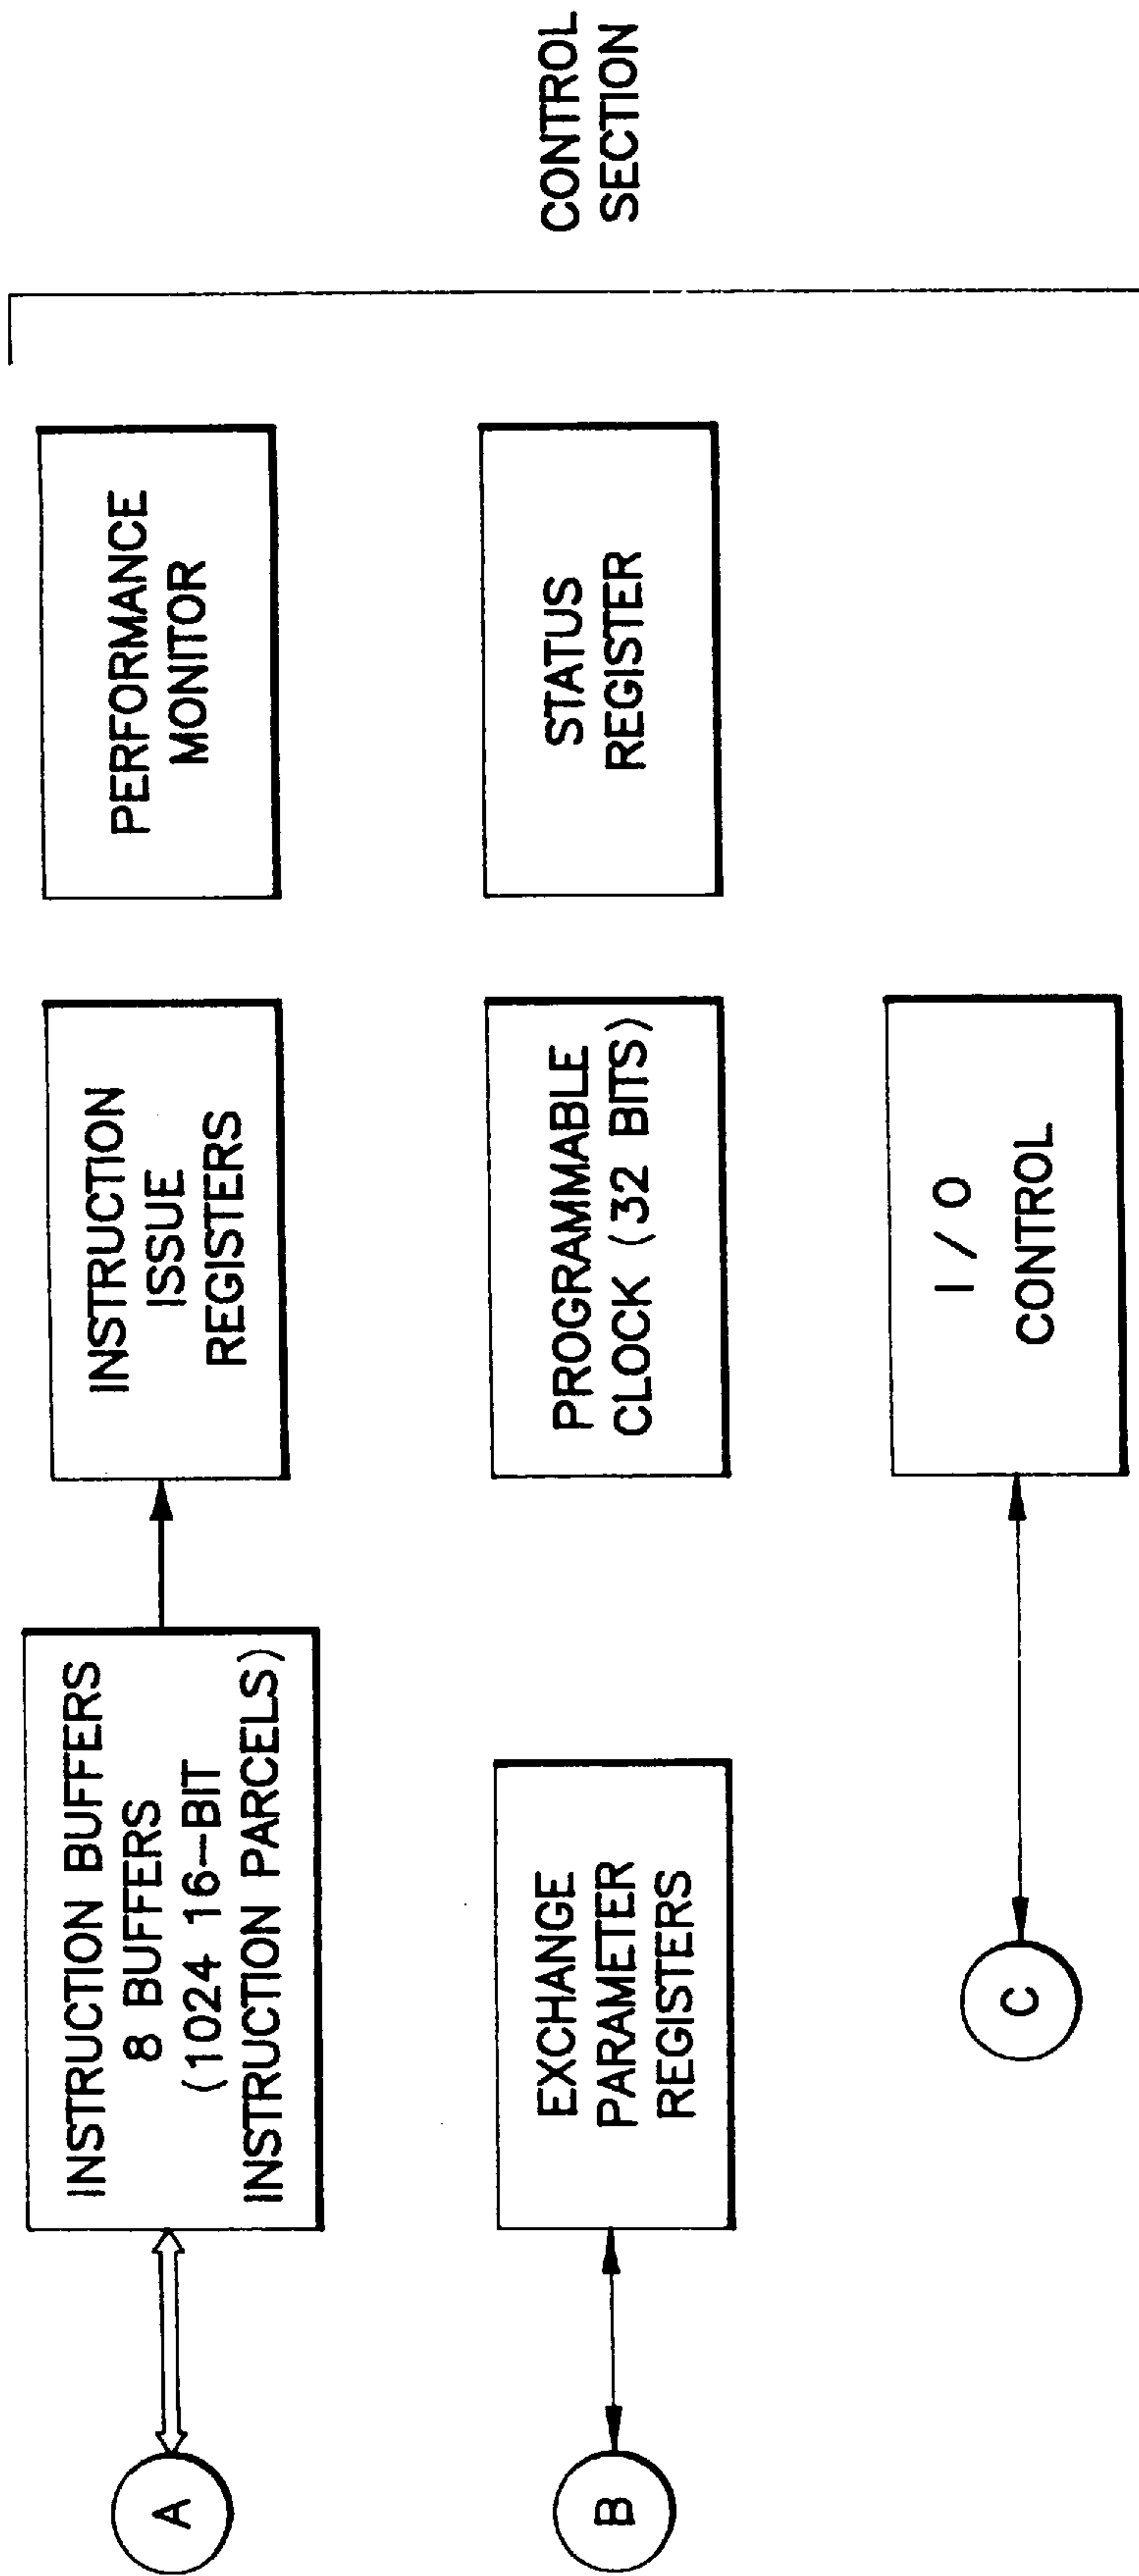 A
INSTRUCTION BUFFERS
8 BUFFERS
(1024 16-BIT
INSTRUCTION PARCELS)
INSTRUCTION
ISSUE
REGISTERS
PERFORMANCE
MONITOR
B
EXCHANGE
PARAMETER
REGISTERS
PROGRAMMABLE
CLOCK (32 BITS)
STATUS
REGISTER
C
I / O
CONTROL
CONTROL
SECTION